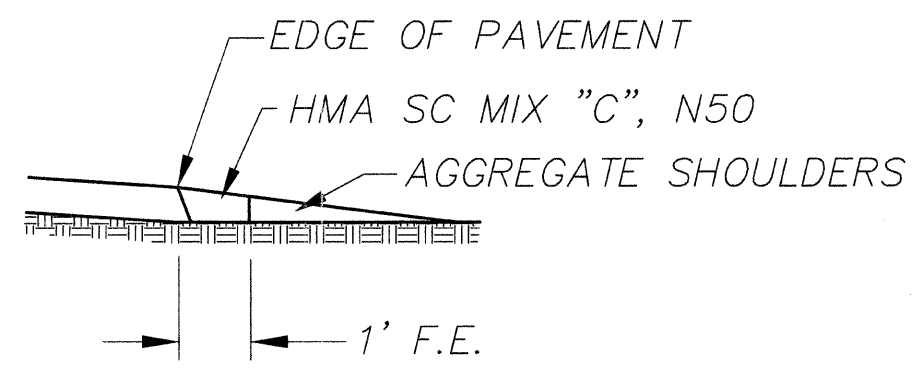 EDGE OF PAVEMENT
HMA SC MIX "C", N50
AGGREGATE SHOULDERS
1' F.E.